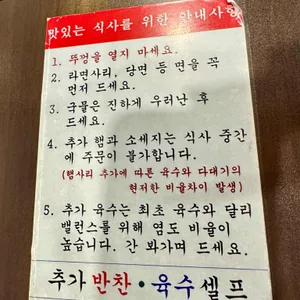 맛있는 식사를 위한 안내사항
1. 뚜껑을 열지 마세요.
2. 라면사리, 당면 등 면을 꼭
먼저 드세요.
3. 국물은 진하게 우러난 후
드세요.
4. 추가 햄과 소세지는 식사 중간
에 주문이 불가합니다.
(햄사리 추가에 따른 육수와 다대기의
현저한 비율차이 발생)
5. 추가 육수는 최초 육수와 달리
밸런스를 위해 염도 비율이
높습니다. 간 봐가며 드세요.
추가 반찬·육수 셀프